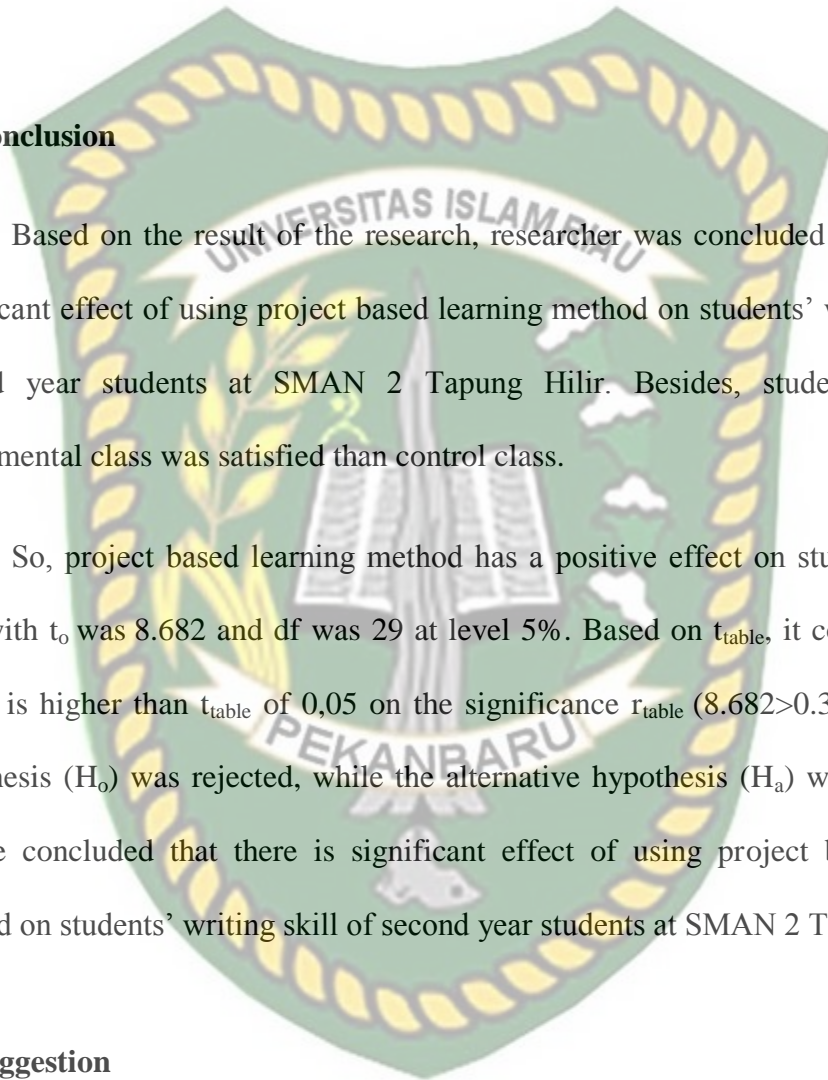 onclusion
UNIVERSITAS ISLAM RIAU
Based on the result of the research, researcher was concluded
icant effect of using project based learning method on students’
d year students at SMAN 2 Tapung Hilir. Besides, stude
mental class was satisfied than control class.
So, project based learning method has a positive effect on stu
with to was 8.682 and df was 29 at level 5%. Based on ttable, it c
is higher than ttable of 0,05 on the significance rtable (8.682>0.3
PEKANBARU
nesis (Ho) was rejected, while the alternative hypothesis (Ha) w
e concluded that there is significant effect of using project b
d on students’ writing skill of second year students at SMAN 2 T
ggestion